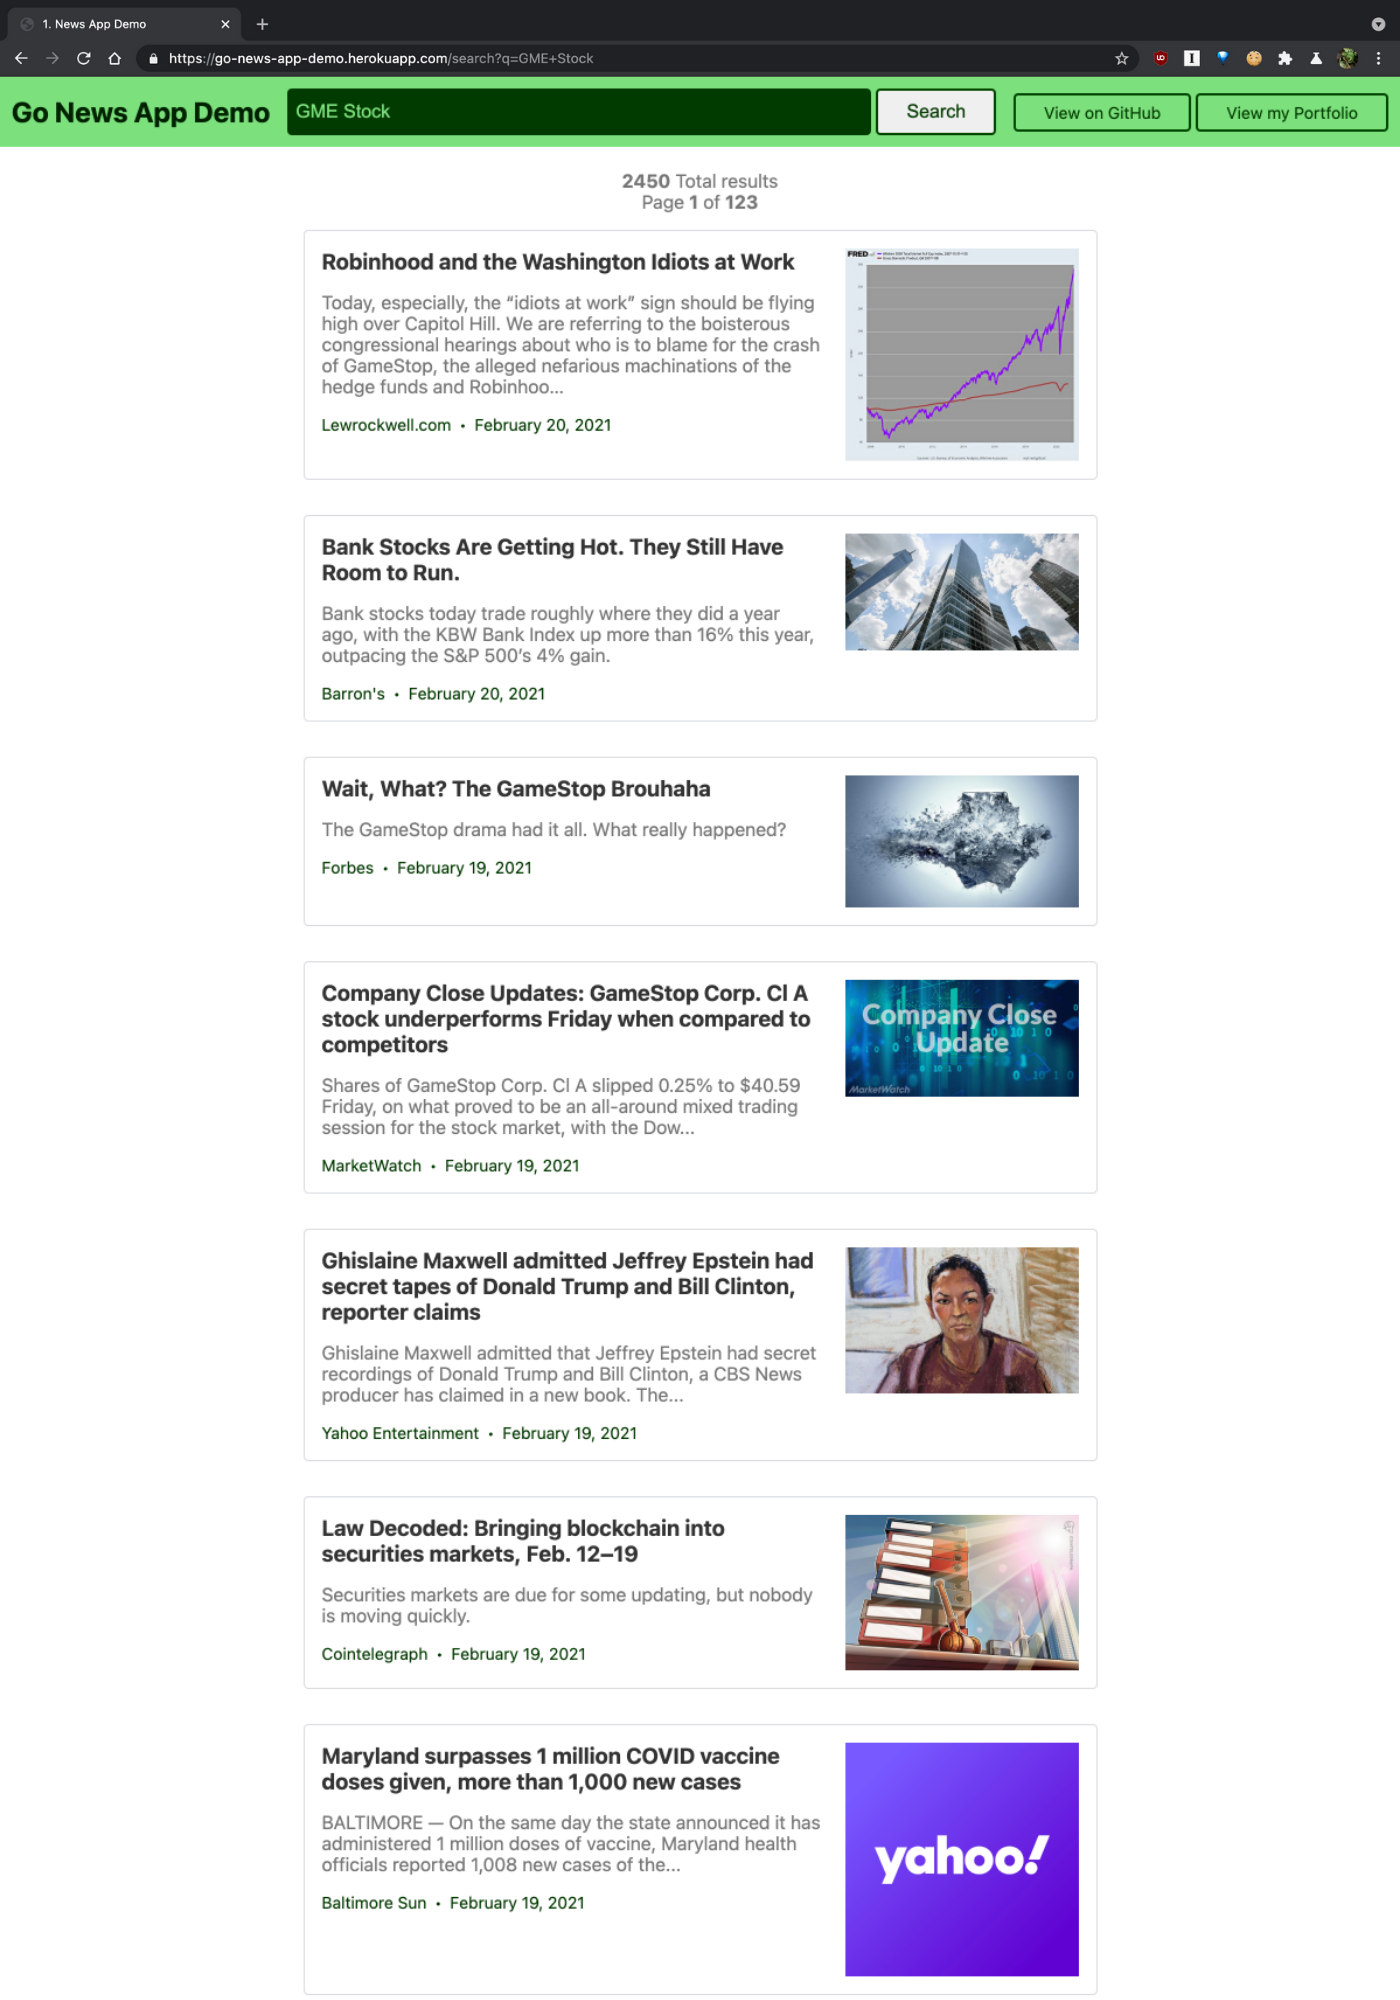 1. News App Demo
https://go-news-app-demo.herokuapp.com/search?q=GME+Stock
Go News App Demo
GME Stock
Search
View on GitHub
View my Portfolio
2450 Total results
Page 1 of 123
Robinhood and the Washington Idiots at Work
Today, especially, the “idiots at work” sign should be flying
high over Capitol Hill. We are referring to the boisterous
congressional hearings about who is to blame for the crash
of GameStop, the alleged nefarious machinations of the
hedge funds and Robinhoo...
Lewrockwell.com • February 20, 2021
FRED
Bank Stocks Are Getting Hot. They Still Have
Room to Run.
Bank stocks today trade roughly where they did a year
ago, with the KBW Bank Index up more than 16% this year,
outpacing the S&P 500’s 4% gain.
Barron's • February 20, 2021
Wait, What? The GameStop Brouhaha
The GameStop drama had it all. What really happened?
Forbes • February 19, 2021
Company Close Updates: GameStop Corp. Cl A
stock underperforms Friday when compared to
competitors
Shares of GameStop Corp. Cl A slipped 0.25% to $40.59
Friday, on what proved to be an all-around mixed trading
session for the stock market, with the Dow...
MarketWatch • February 19, 2021
Company Close
Update
MarketWatch
Ghislaine Maxwell admitted Jeffrey Epstein had
secret tapes of Donald Trump and Bill Clinton,
reporter claims
Ghislaine Maxwell admitted that Jeffrey Epstein had secret
recordings of Donald Trump and Bill Clinton, a CBS News
producer has claimed in a new book. The...
Yahoo Entertainment • February 19, 2021
Law Decoded: Bringing blockchain into
securities markets, Feb. 12–19
Securities markets are due for some updating, but nobody
is moving quickly.
Cointelegraph • February 19, 2021
Maryland surpasses 1 million COVID vaccine
doses given, more than 1,000 new cases
BALTIMORE — On the same day the state announced it has
administered 1 million doses of vaccine, Maryland health
officials reported 1,008 new cases of the...
Baltimore Sun • February 19, 2021
yahoo!